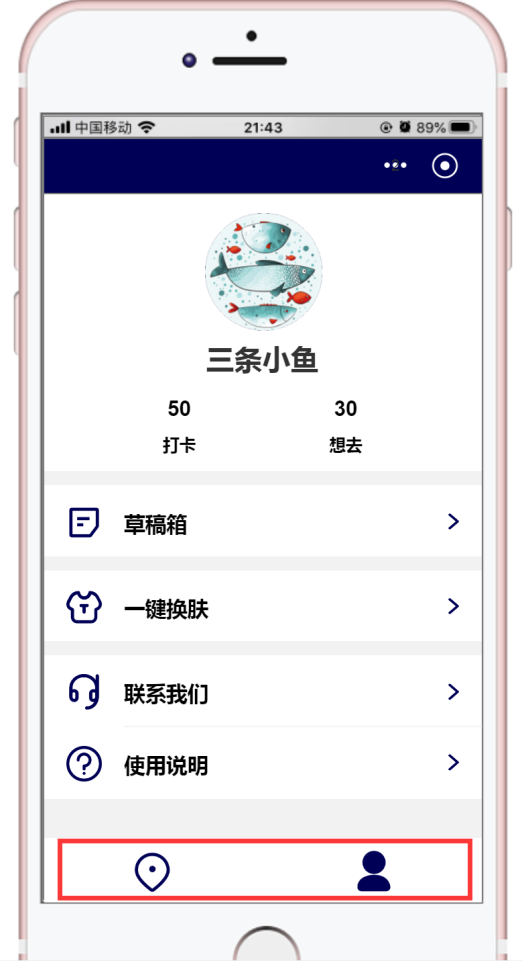 中国移动 21:43 89%
三条小鱼
50 30
打卡 想去
草稿箱
一键换肤
联系我们
使用说明